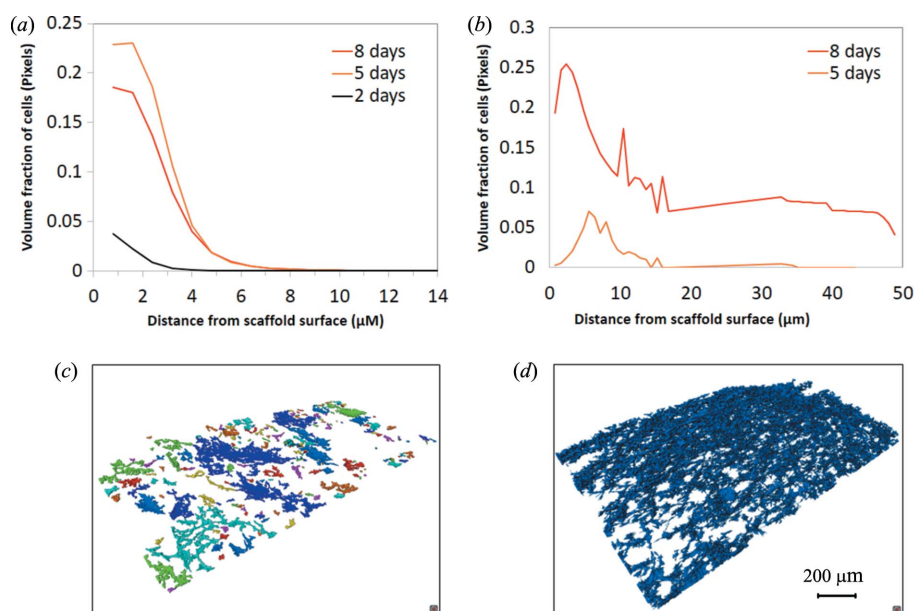 (a)
0.25
0.2
0.15
0.1
0.05
0
Volume fraction of cells (Pixels)
8 days
5 days
2 days
0 2 4 6 8 10 12 14
Distance from scaffold surface (µM)
(b)
0.3
0.25
0.2
0.15
0.1
0.05
0
Volume fraction of cells (Pixels)
8 days
5 days
0 10 20 30 40 50
Distance from scaffold surface (µm)
(c)
(d)
200 µm